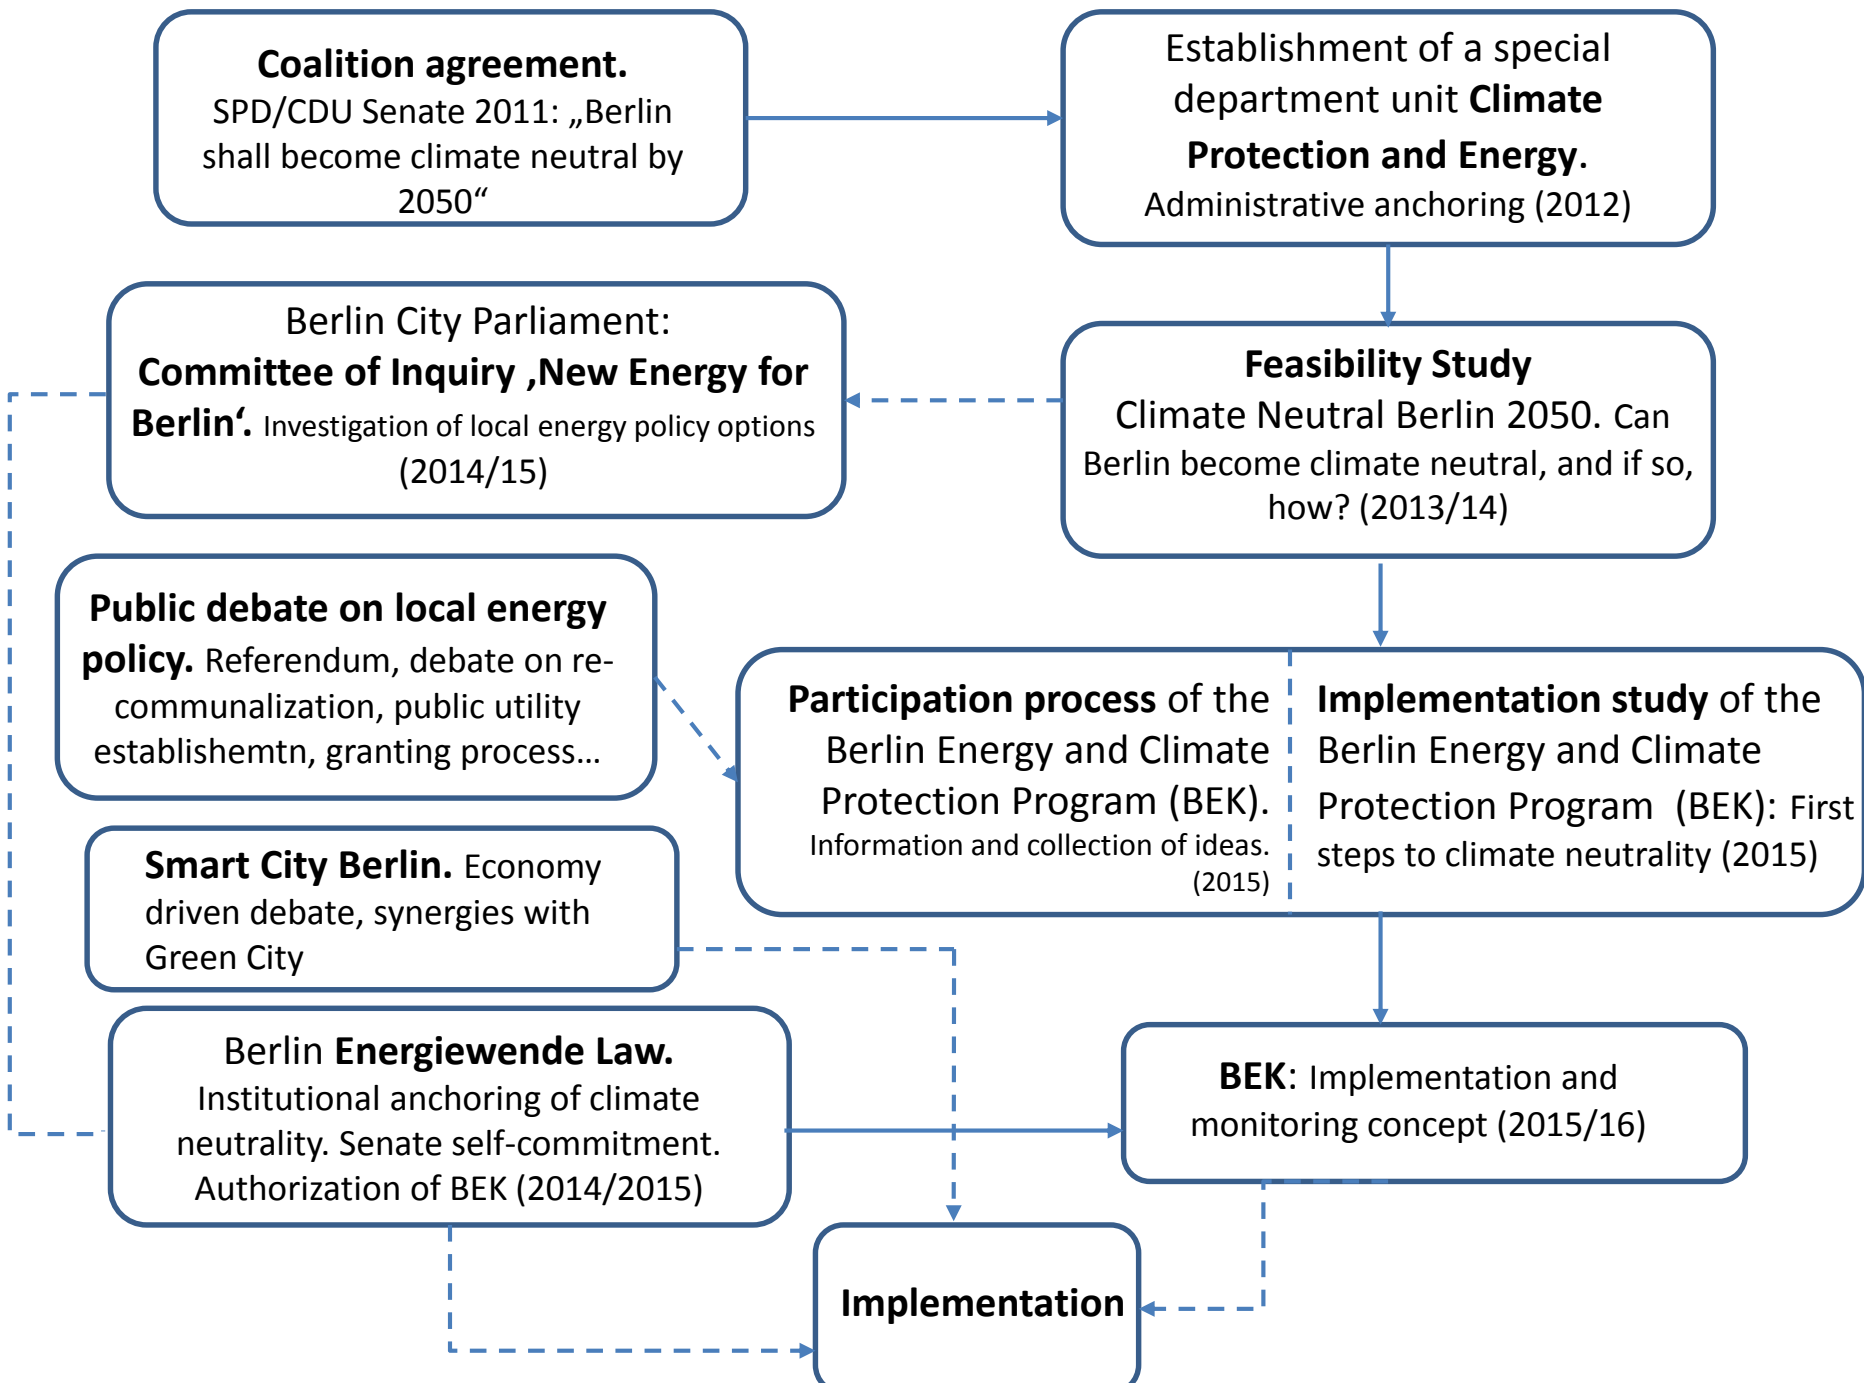 Coalition agreement.
SPD/CDU Senate 2011: „Berlin
shall become climate neutral by
2050“
Establishment of a special
department unit Climate
Protection and Energy.
Administrative anchoring (2012)
Berlin City Parliament:
Committee of Inquiry ‚New Energy for
Berlin‘. Investigation of local energy policy options
(2014/15)
Feasibility Study
Climate Neutral Berlin 2050. Can
Berlin become climate neutral, and if so,
how? (2013/14)
Public debate on local energy
policy. Referendum, debate on re-
communalization, public utility
establishemtn, granting process…
Participation process of the
Berlin Energy and Climate
Protection Program (BEK).
Information and collection of ideas.
(2015)
Implementation study of the
Berlin Energy and Climate
Protection Program (BEK): First
steps to climate neutrality (2015)
Smart City Berlin. Economy
driven debate, synergies with
Green City
Berlin Energiewende Law.
Institutional anchoring of climate
neutrality. Senate self-commitment.
Authorization of BEK (2014/2015)
BEK: Implementation and
monitoring concept (2015/16)
Implementation